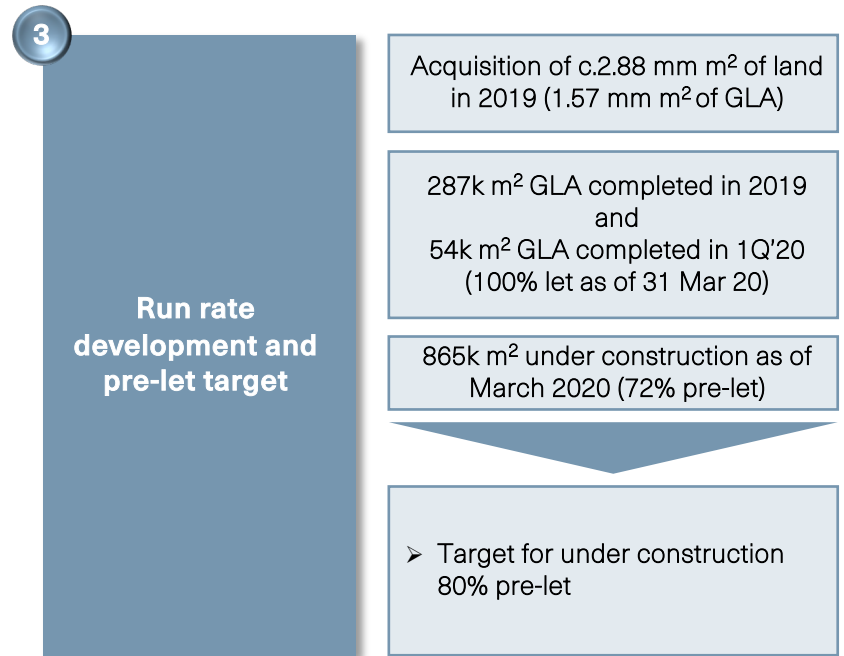 3
Run rate
development and
pre-let target
Acquisition of c.2.88 mm m² of land
in 2019 (1.57 mm m² of GLA)
287k m² GLA completed in 2019
and
54k m² GLA completed in 1Q’20
(100% let as of 31 Mar 20)
865k m² under construction as of
March 2020 (72% pre-let)
➢ Target for under construction
80% pre-let